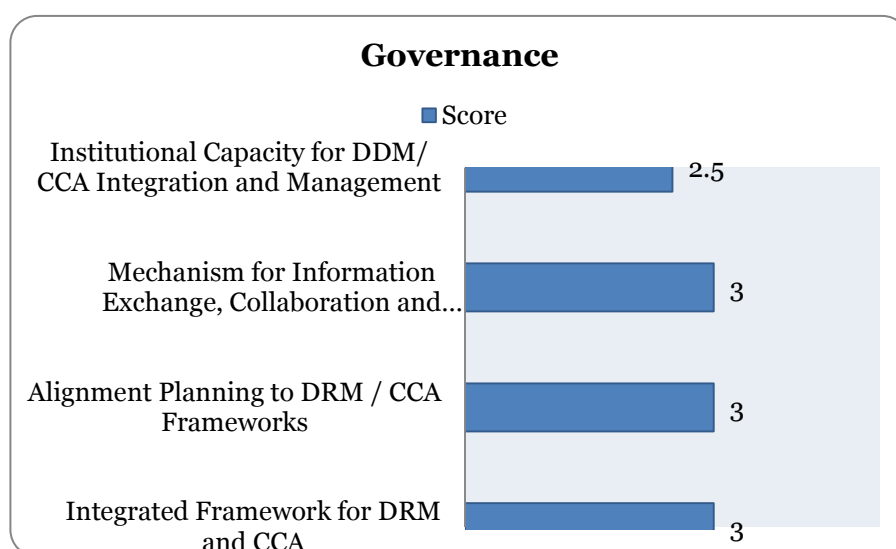 Governance
Score
Institutional Capacity for DDM/
CCA Integration and Management
2.5
Mechanism for Information
Exchange, Collaboration and...
3
Alignment Planning to DRM / CCA
Frameworks
3
Integrated Framework for DRM
and CCA
3